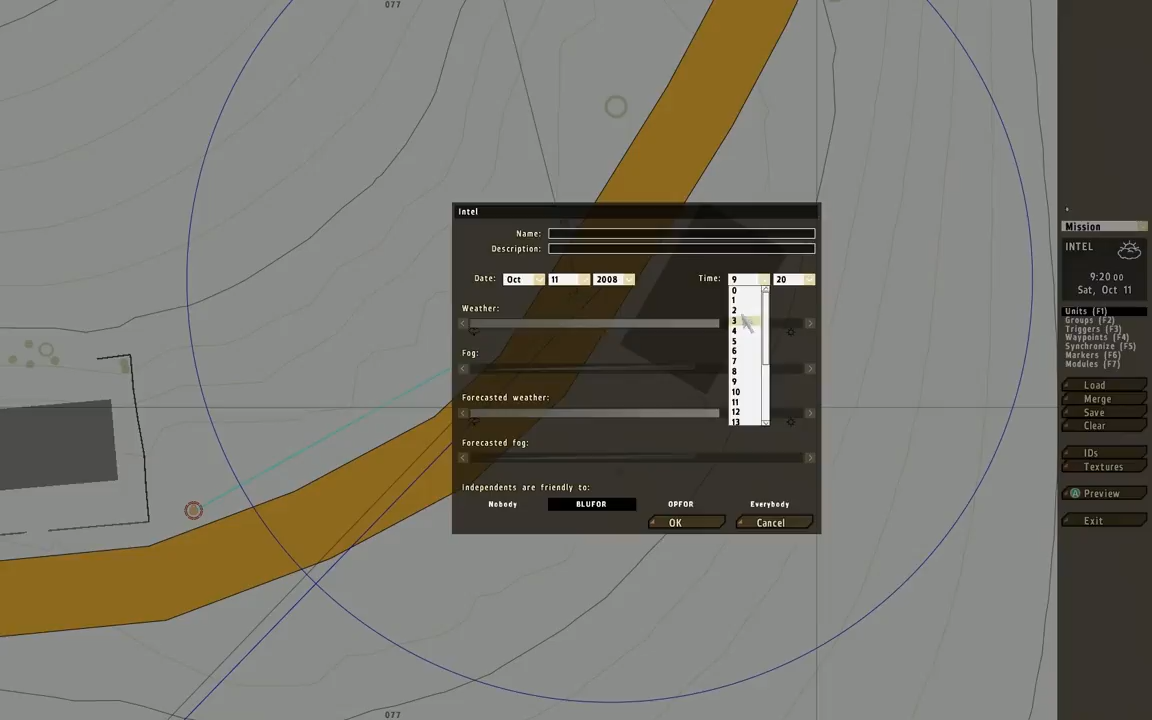 077
Intel
Name:
Description:
Date: Oct 11 2008 Time: 9 20
0
1
2
3
4
5
6
7
8
9
10
11
12
13
Weather:
Fog:
Forecasted weather:
Forecasted fog:
Independents are friendly to:
Nobody BLUFOR OPFOR Everybody
OK Cancel
Mission
INTEL
9:20 00
Sat, Oct 11
Units (F1)
Groups (F2)
Triggers (F3)
Waypoints (F4)
Synchronize (F5)
Markers (F6)
Modules (F7)
Load
Merge
Save
Clear
IDs
Textures
A Preview
Exit
077